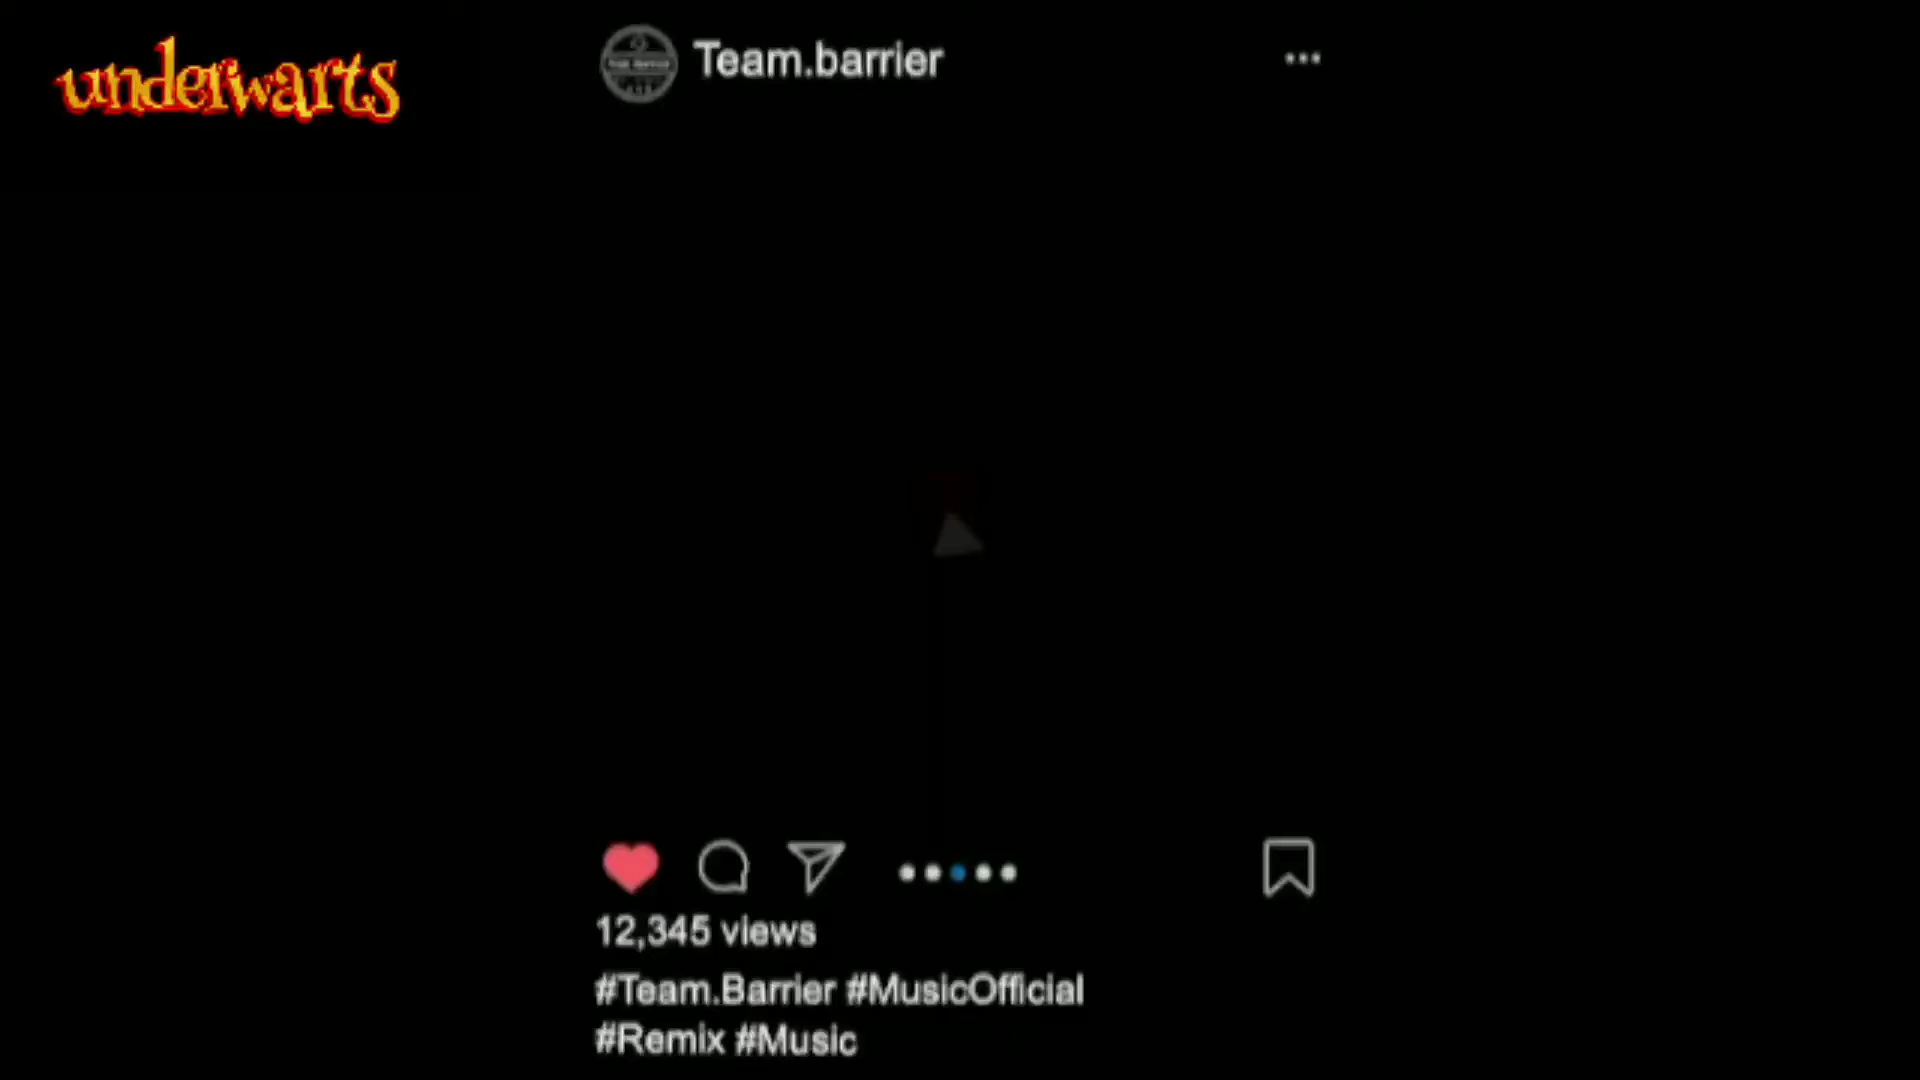 underwarts
Team.barrier
12,345 views
#Team.Barrier #MusicOfficial
#Remix #Music